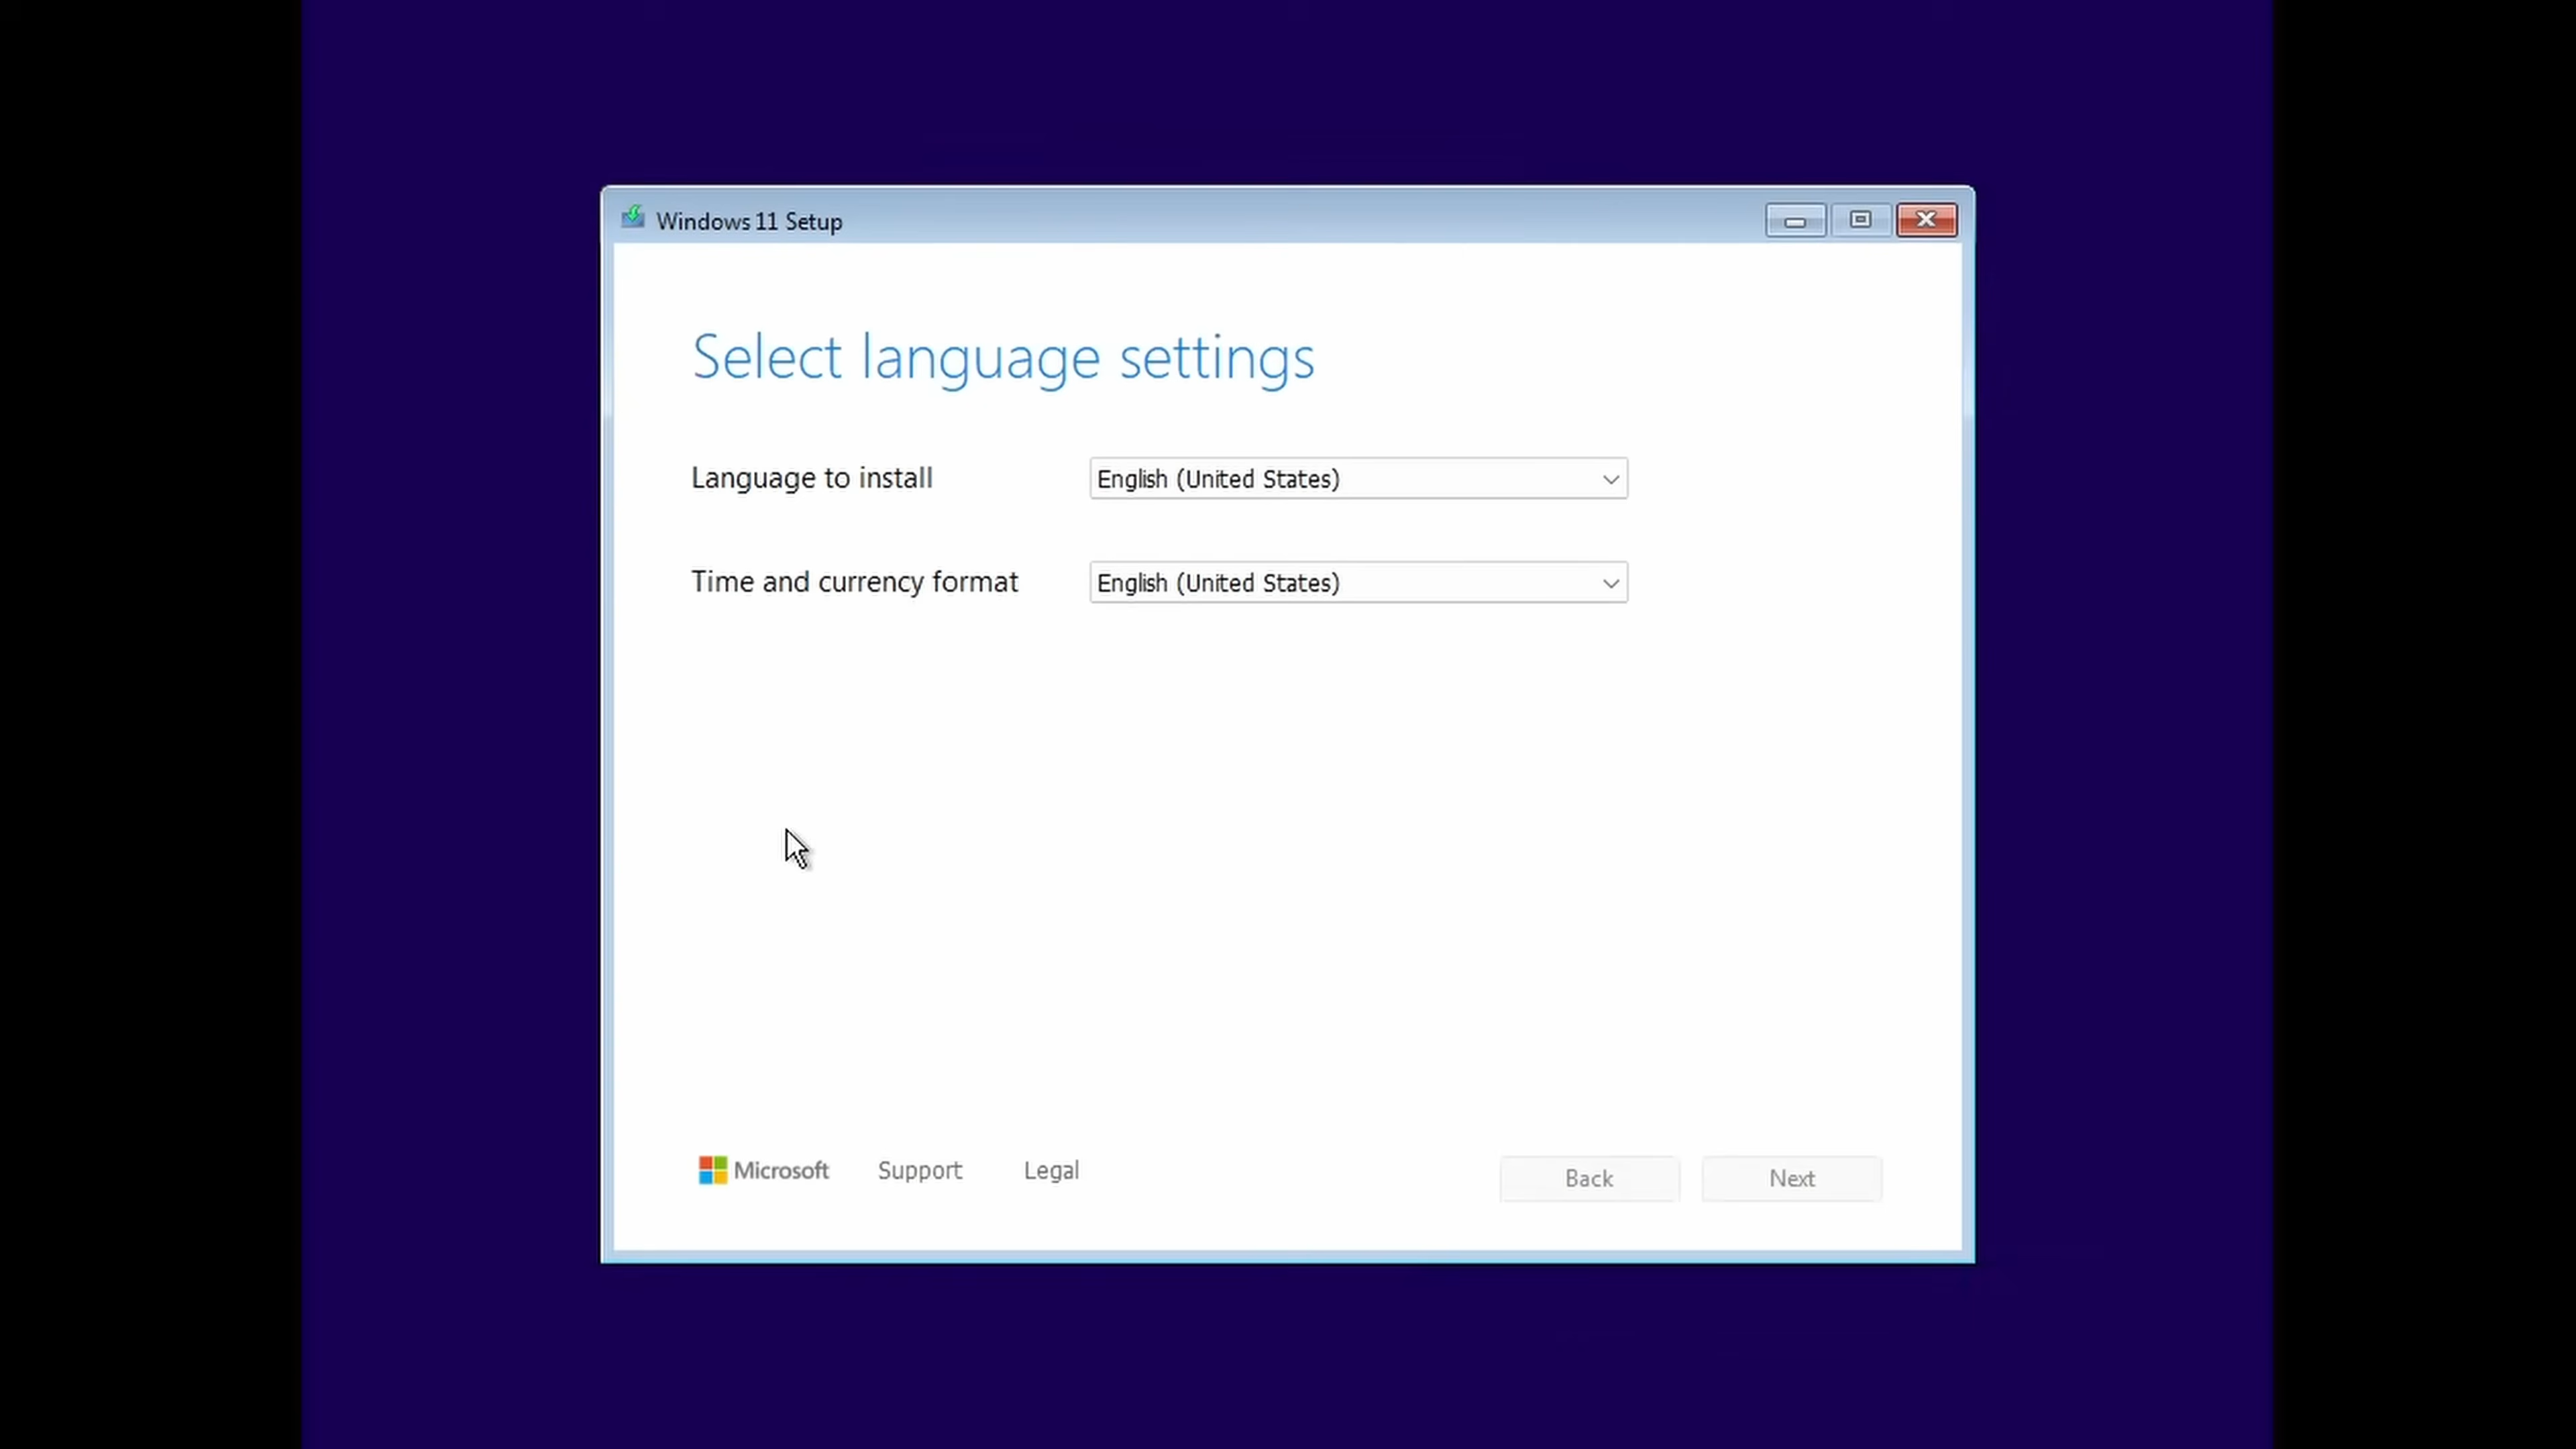 Windows 11 Setup
Select language settings
Language to install
English (United States)
Time and currency format
English (United States)
Microsoft
Support
Legal
Back
Next